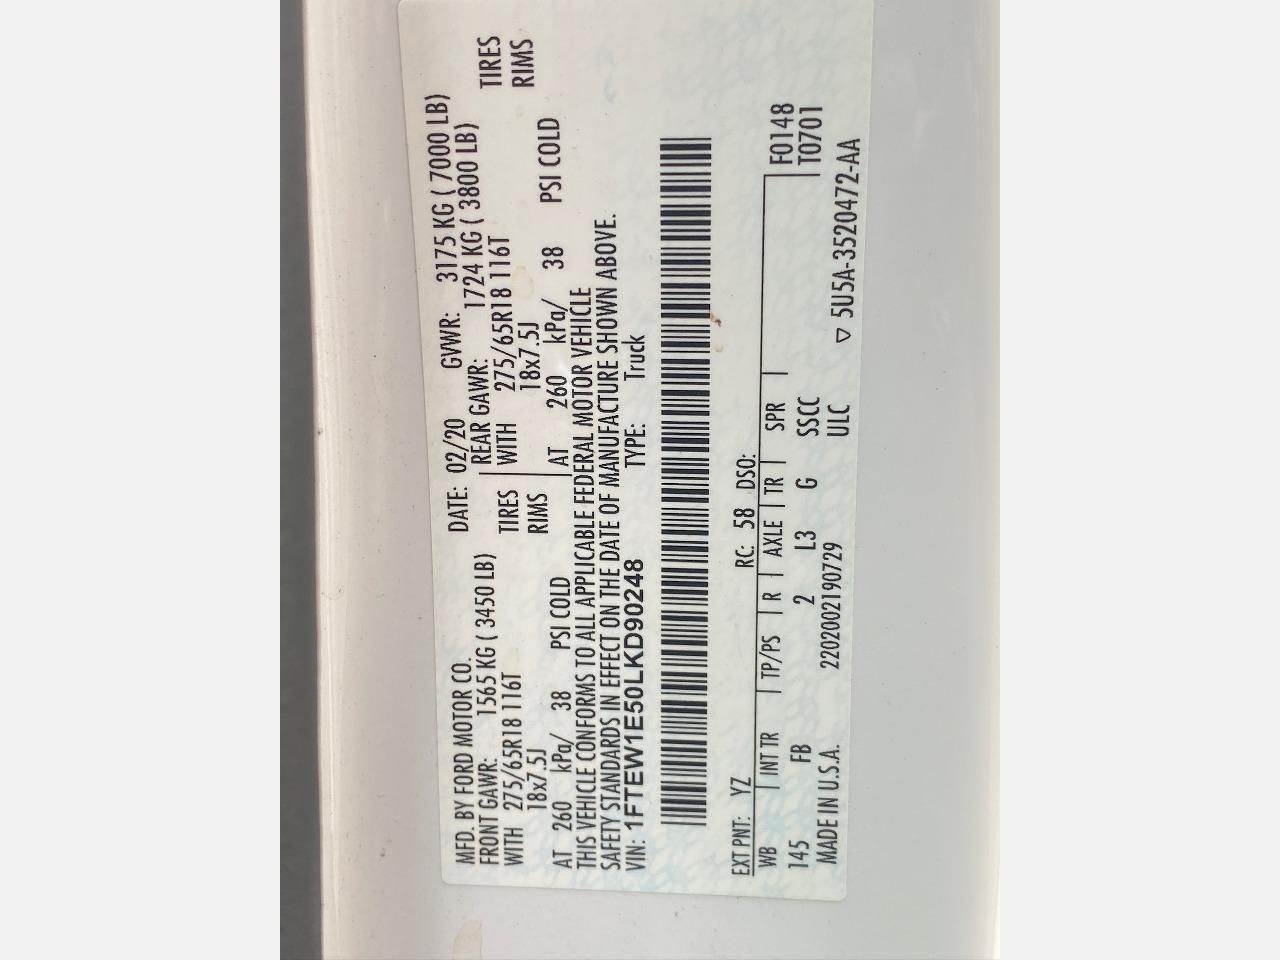 MFD. BY FORD MOTOR CO. DATE: 02/20 GVWR: 3175 KG ( 7000 LB)
FRONT GAWR: 1565 KG ( 3450 LB) REAR GAWR: 1724 KG ( 3800 LB)
WITH 275/65R18 116T TIRES WITH 275/65R18 116T TIRES
18x7.5J RIMS 18x7.5J RIMS
AT 260 kPa/ 38 PSI COLD AT 260 kPa/ 38 PSI COLD
THIS VEHICLE CONFORMS TO ALL APPLICABLE FEDERAL MOTOR VEHICLE
SAFETY STANDARDS IN EFFECT ON THE DATE OF MANUFACTURE SHOWN ABOVE.
VIN: 1FTEW1E50LKD90248 TYPE: Truck
EXT PNT: YZ RC: 58 DSO:
WB INT TR TP/PS R AXLE TR SPR F0148
145 FB 2 L3 G SSCC T0701
MADE IN U.S.A. 2202002190729 ULC ▽ 5U5A-3520472-AA